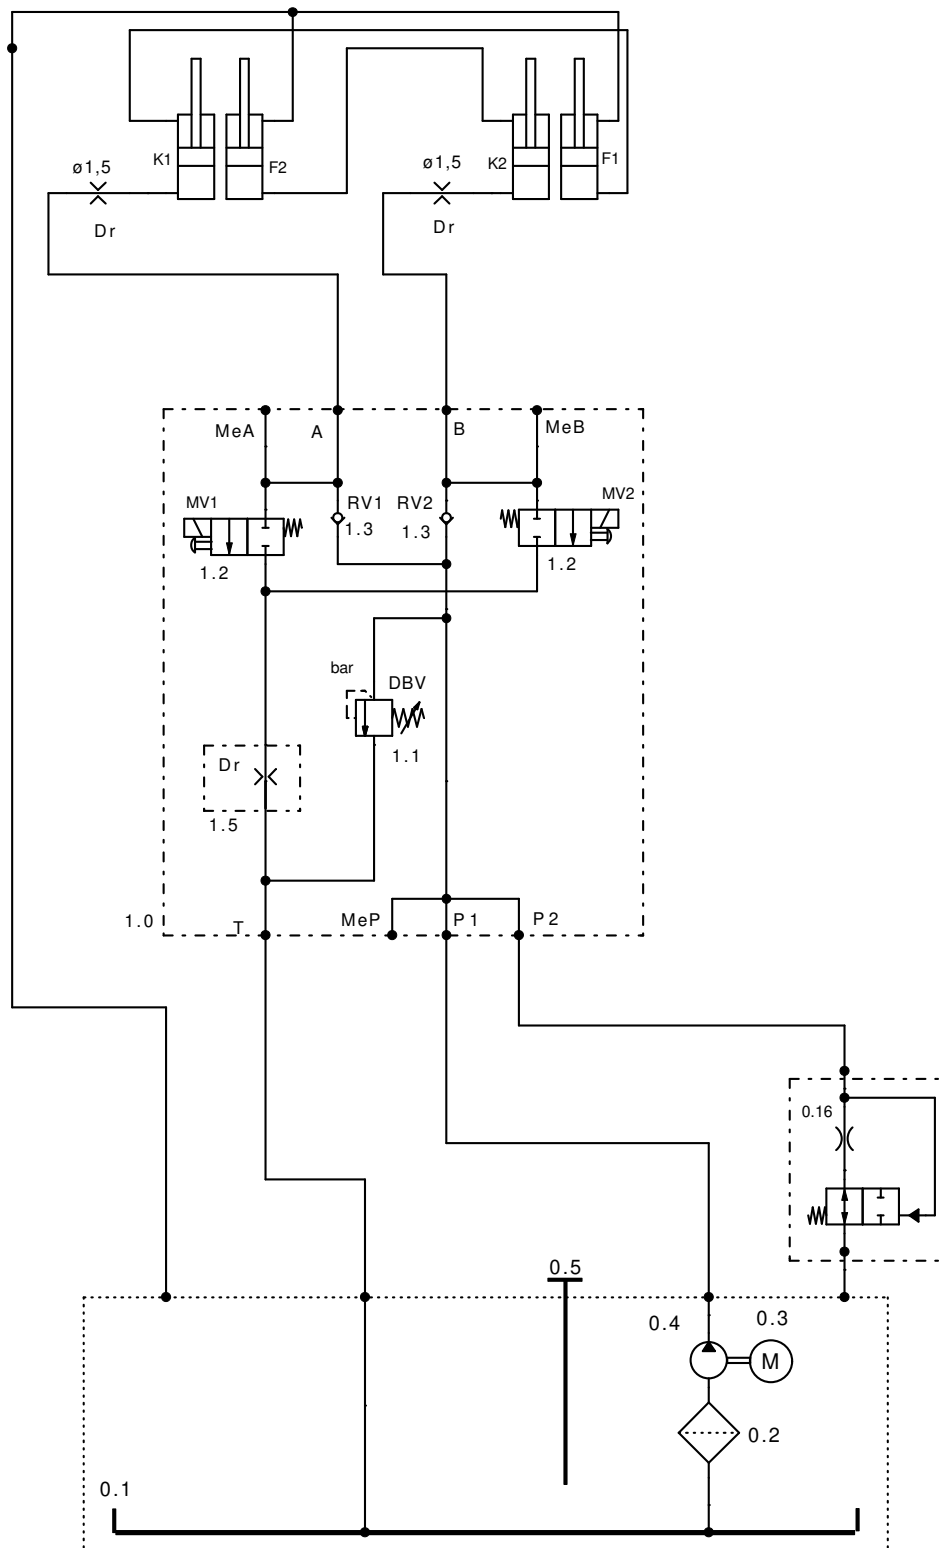 K1
F2
K2
F1
ø1,5
ø1,5
Dr
Dr
MeA
A
B
MeB
MV1
RV1
RV2
MV2
1.3
1.3
1.2
1.2
bar
DBV
1.1
Dr
1.5
1.0
T
MeP
P1
P2
0.16
0.5
0.4
0.3
M
0.2
0.1